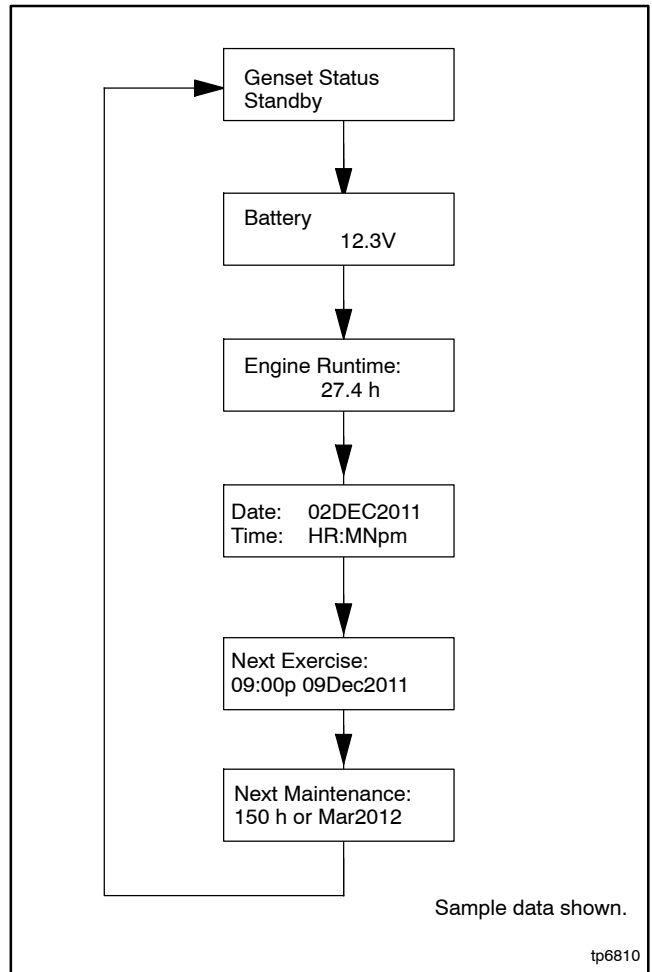 Genset Status
Standby
Battery
12.3V
Engine Runtime:
27.4 h
Date: 02DEC2011
Time: HR:MNpm
Next Exercise:
09:00p 09Dec2011
Next Maintenance:
150 h or Mar2012
Sample data shown.
tp6810